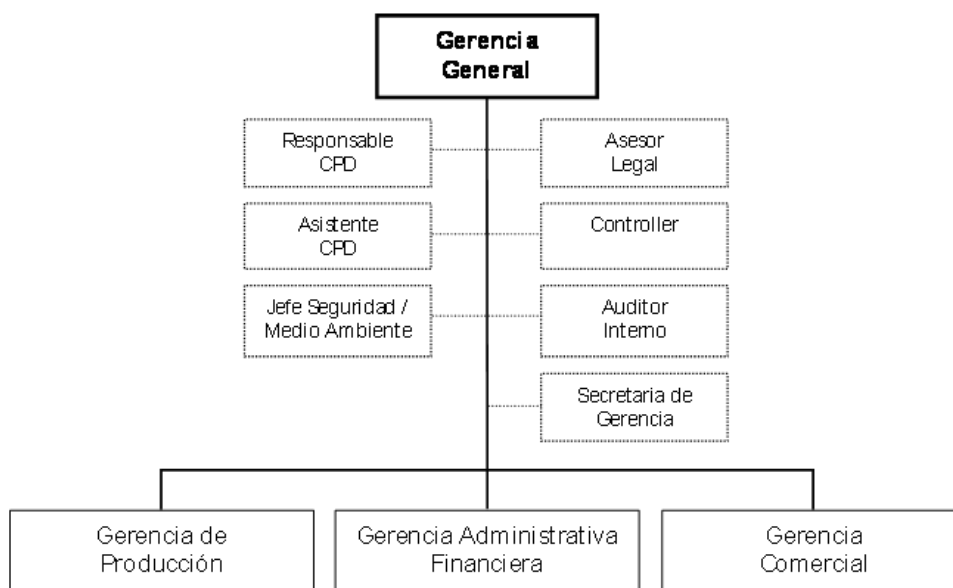 Gerencia
General
Responsable
CPD
Asesor
Legal
Asistente
CPD
Controller
Jefe Seguridad /
Medio Ambiente
Auditor
Interno
Secretaria de
Gerencia
Gerencia de
Producción
Gerencia Administrativa
Financiera
Gerencia
Comercial